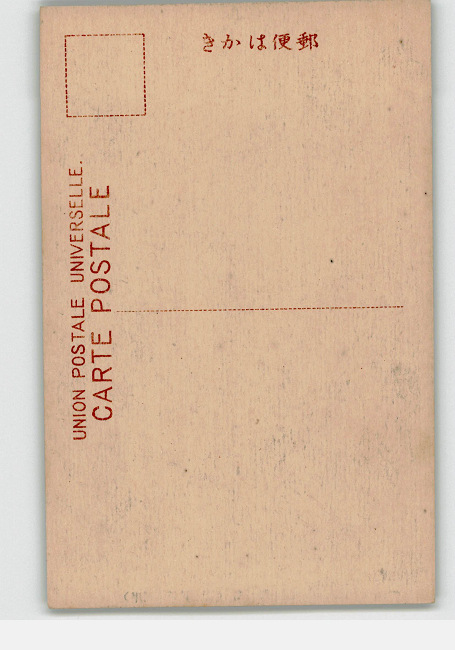 郵便はかき
UNION POSTALE UNIVERSELLE.
CARTE POSTALE